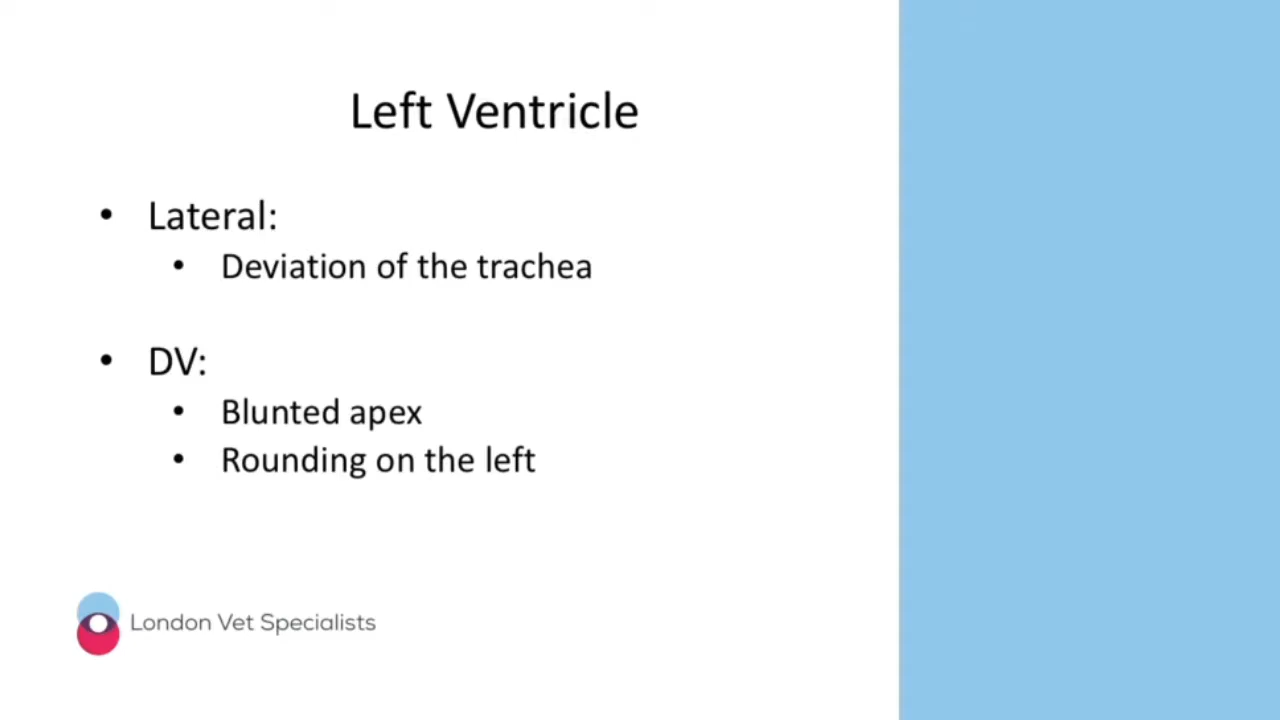 Left Ventricle
• Lateral:
• Deviation of the trachea
• DV:
• Blunted apex
• Rounding on the left
London Vet Specialists